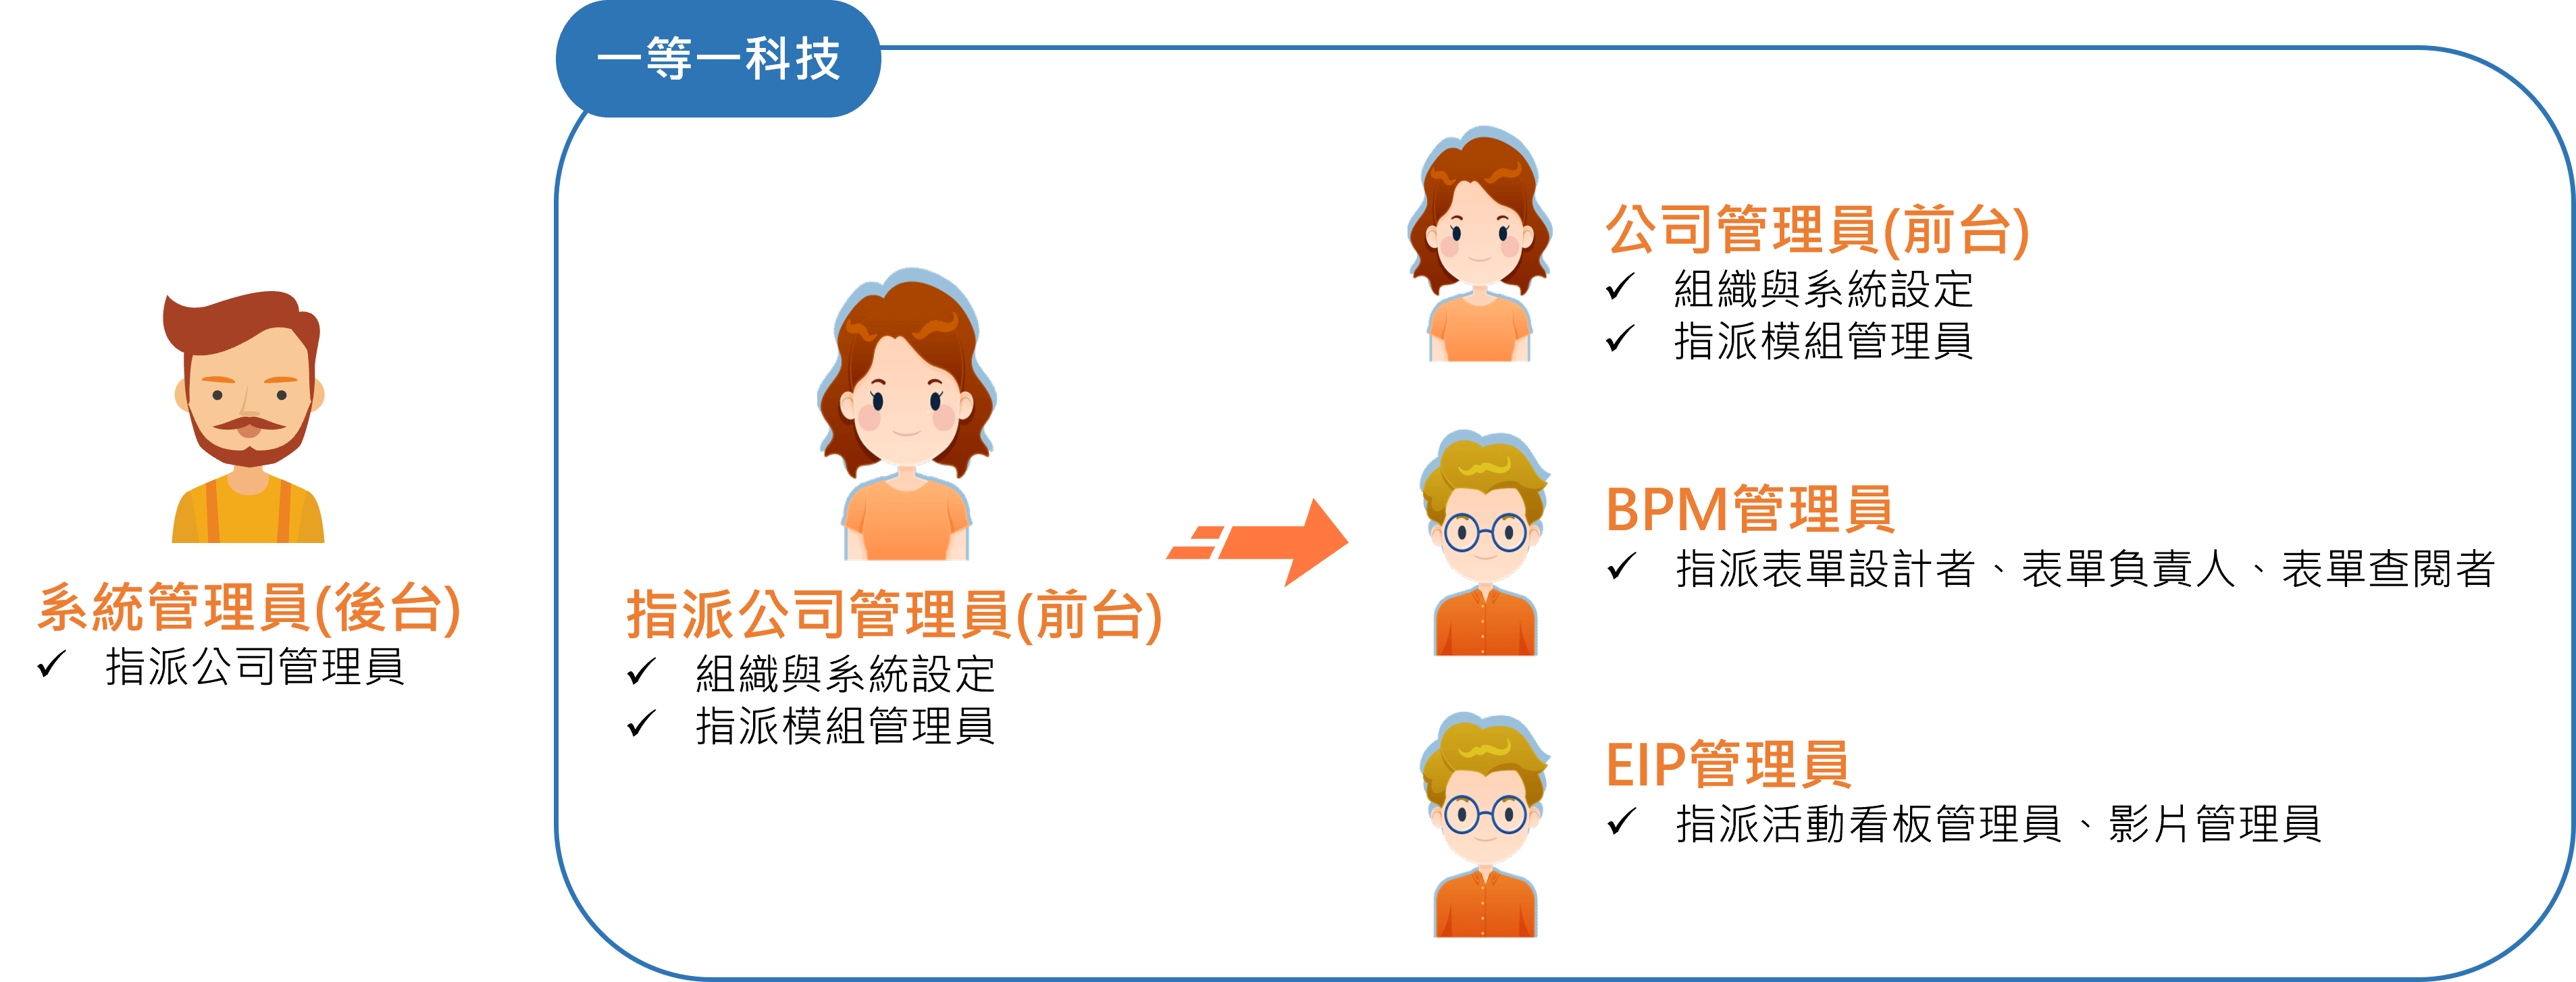 一等一科技
系統管理員(後台)
指派公司管理員
指派公司管理員(前台)
組織與系統設定
指派模組管理員
公司管理員(前台)
組織與系統設定
指派模組管理員
BPM管理員
指派表單設計者、表單負責人、表單查閱者
EIP管理員
指派活動看板管理員、影片管理員